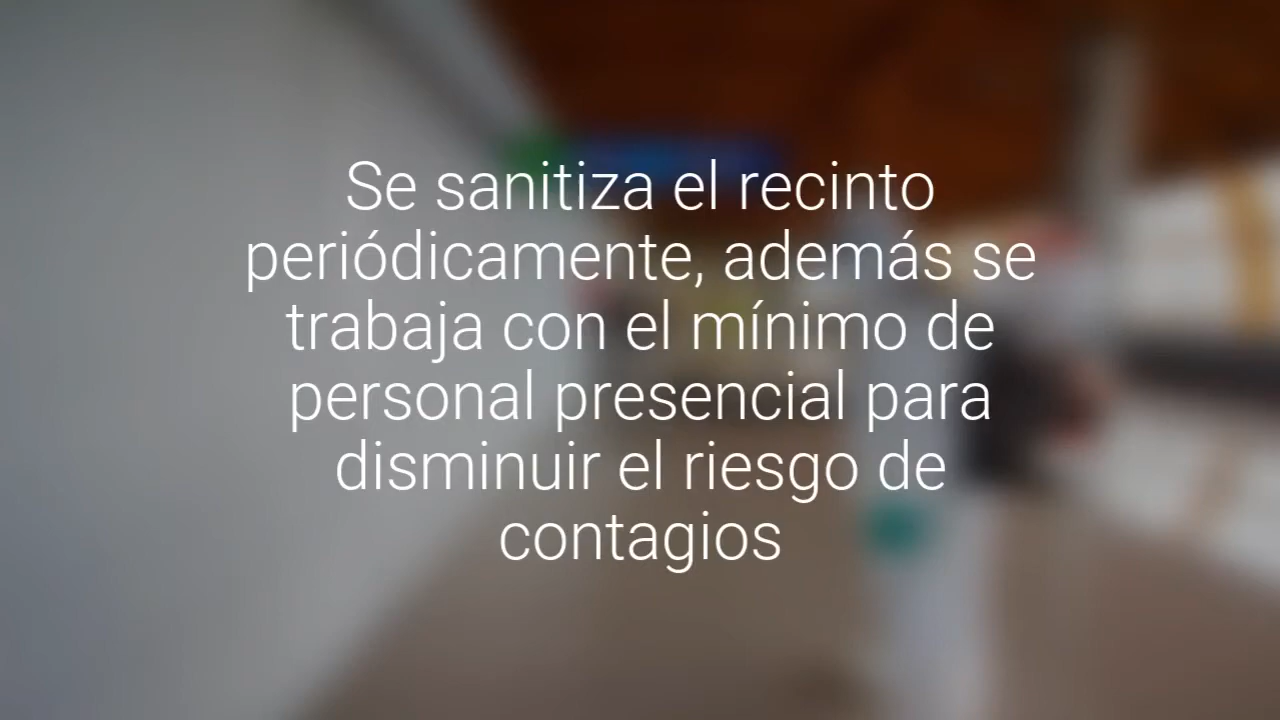 Se sanitiza el recinto
periódicamente, además se
trabaja con el mínimo de
personal presencial para
disminuir el riesgo de
contagios